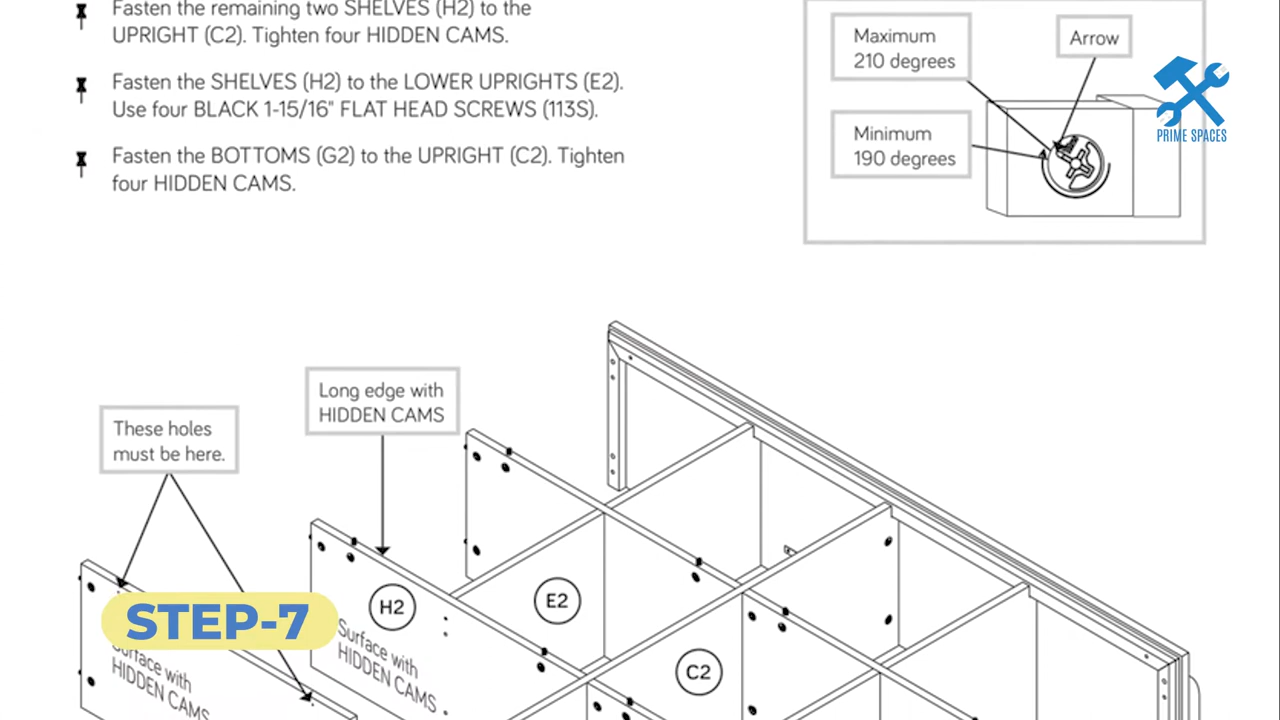 Fasten the remaining two SHELVES (H2) to the
UPRIGHT (C2). Tighten four HIDDEN CAMS.
Fasten the SHELVES (H2) to the LOWER UPRIGHTS (E2).
Use four BLACK 1-15/16" FLAT HEAD SCREWS (113S).
Fasten the BOTTOMS (G2) to the UPRIGHT (C2). Tighten
four HIDDEN CAMS.
Maximum
210 degrees
Arrow
Minimum
190 degrees
PRIME SPACES
Long edge with
HIDDEN CAMS
These holes
must be here.
H2
E2
C2
STEP-7
Surface with
HIDDEN CAMS
Surface with
HIDDEN CAMS